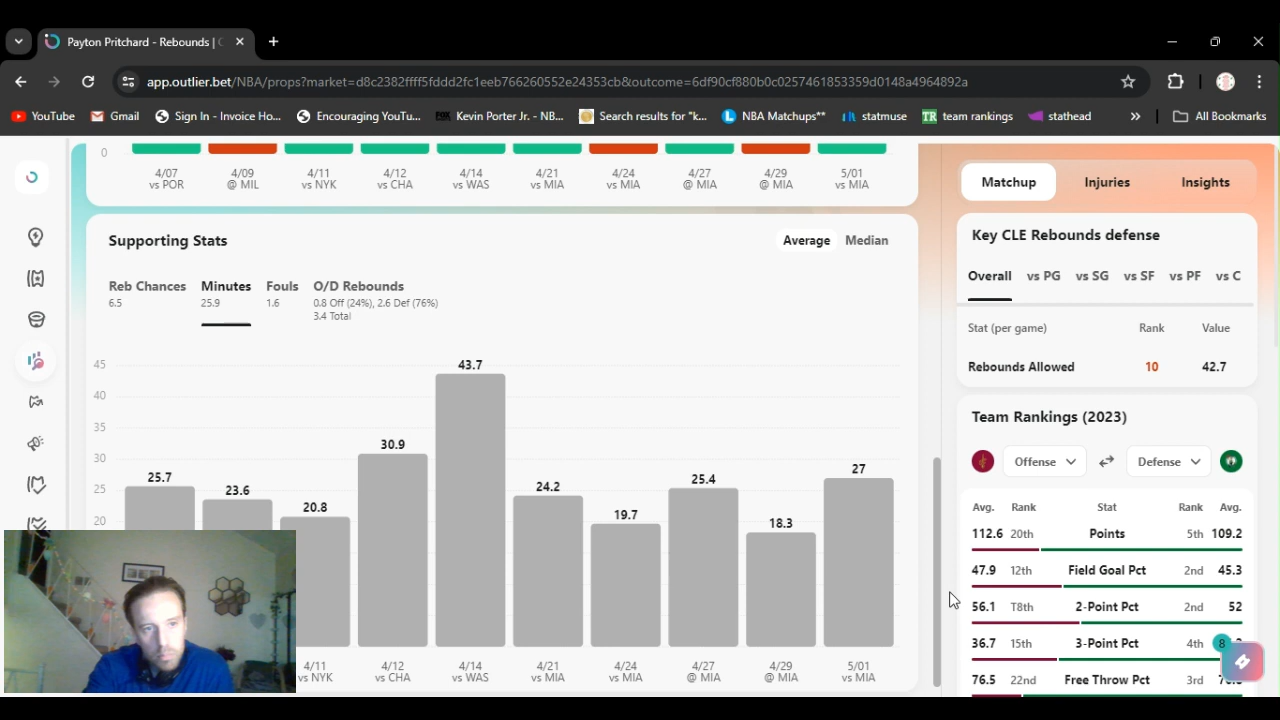 Payton Pritchard - Rebounds |
app.outlier.bet/NBA/props?market=d8c2382ffff5fddd2fc1eeb766260552e24353cb&outcome=6df90cf880b0c0257461853359d0148a4964892a
YouTube Gmail Sign In - Invoice Ho... Encouraging YouTu... Kevin Porter Jr. - NB... Search results for "k... NBA Matchups** statmuse TR team rankings stathead » All Bookmarks
0
4/07 4/09 4/11 4/12 4/14 4/21 4/24 4/27 4/29 5/01
vs POR @ MIL vs NYK vs CHA vs WAS vs MIA vs MIA @ MIA @ MIA vs MIA
Supporting Stats
Average Median
Reb Chances Minutes Fouls O/D Rebounds
6.5 25.9 1.6 0.8 Off (24%), 2.6 Def (76%)
3.4 Total
45
40
35
30
25
20
25.7 23.6 20.8 30.9 43.7 24.2 19.7 25.4 18.3 27
4/11 4/12 4/14 4/21 4/24 4/27 4/29 5/01
vs NYK vs CHA vs WAS vs MIA vs MIA @ MIA @ MIA vs MIA
Matchup Injuries Insights
Key CLE Rebounds defense
Overall vs PG vs SG vs SF vs PF vs C
Stat (per game) Rank Value
Rebounds Allowed 10 42.7
Team Rankings (2023)
Offense Defense
Avg. Rank Stat Rank Avg.
112.6 20th Points 5th 109.2
47.9 12th Field Goal Pct 2nd 45.3
56.1 T8th 2-Point Pct 2nd 52
36.7 15th 3-Point Pct 4th
8
76.5 22nd Free Throw Pct 3rd